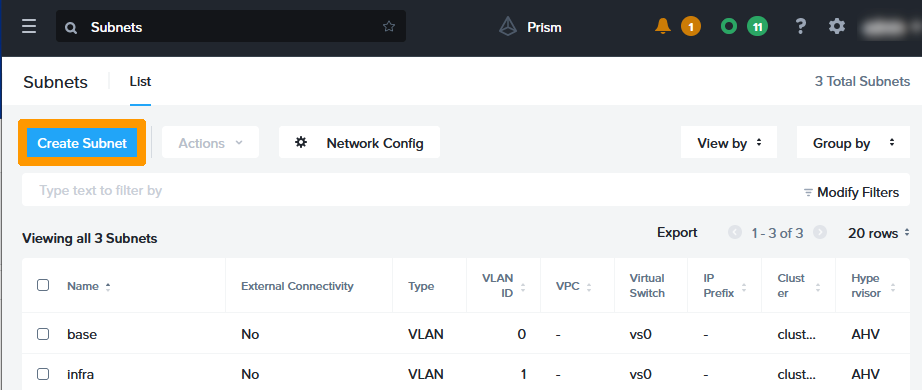 Subnets
Prism
1
11
?
Subnets
List
3 Total Subnets
Create Subnet
Actions
Network Config
View by
Group by
Type text to filter by
Modify Filters
Viewing all 3 Subnets
Export
1 - 3 of 3
20 rows
Name External Connectivity Type VLAN ID VPC Virtual Switch IP Prefix Cluster Hypervisor
base No VLAN 0 - vs0 - clust... AHV
infra No VLAN 1 - vs0 - clust... AHV